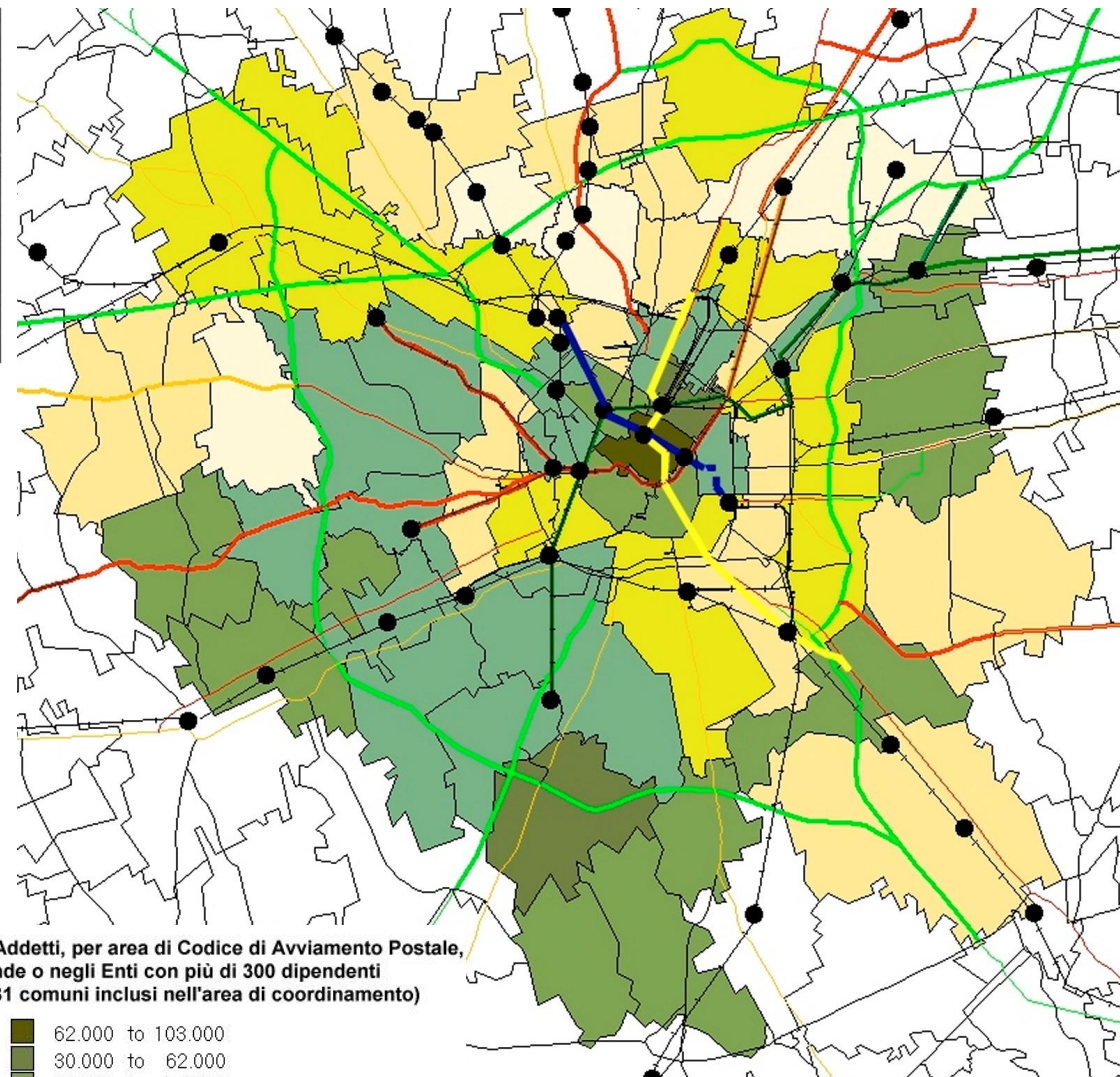 Addetti, per area di Codice di Avviamento Postale,
nde o negli Enti con più di 300 dipendenti
31 comuni inclusi nell'area di coordinamento)
62.000 to 103.000
30.000 to 62.000